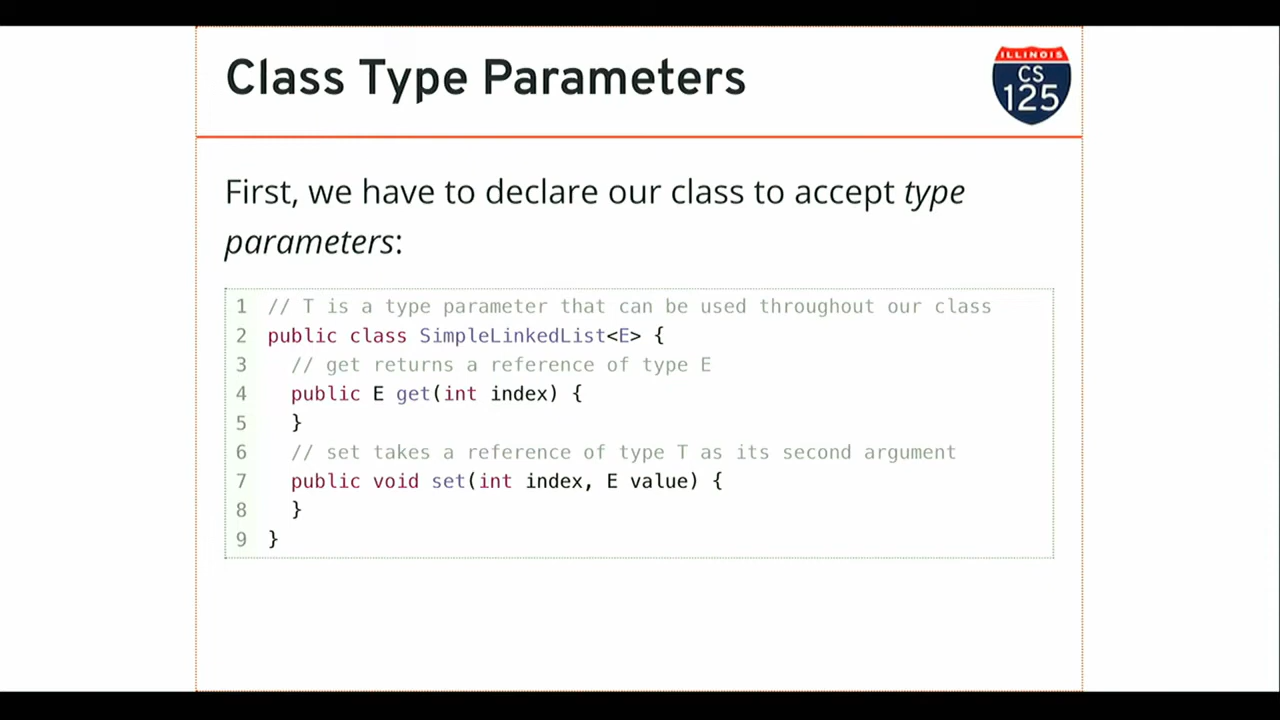 Class Type Parameters
ILLINOIS
CS
125
First, we have to declare our class to accept type
parameters:
1 // T is a type parameter that can be used throughout our class
2 public class SimpleLinkedList<E> {
3   // get returns a reference of type E
4   public E get(int index) {
5   }
6   // set takes a reference of type T as its second argument
7   public void set(int index, E value) {
8   }
9 }